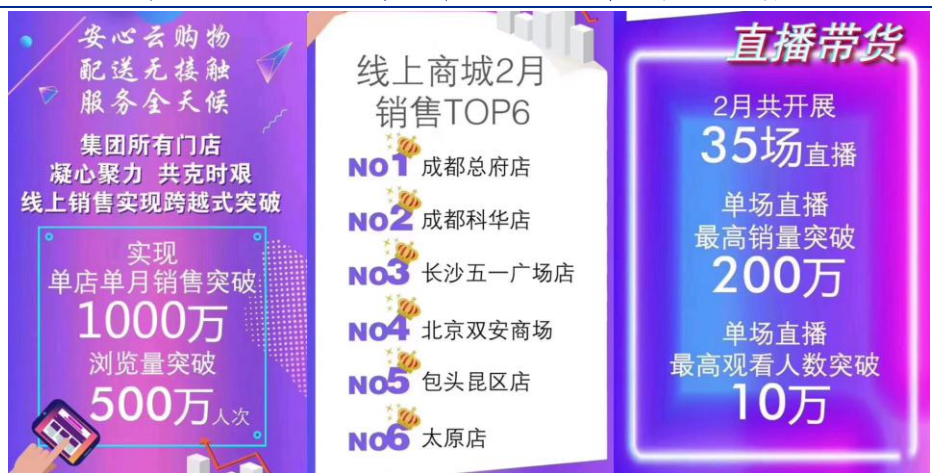 安心云购物
配送无接触
服务全天候
集团所有门店
凝心聚力 共克时艰
线上销售实现跨越式突破
实现
单店单月销售突破
1000万
浏览量突破
500万人次
线上商城2月
销售TOP6
NO1 成都总府店
NO2 成都科华店
NO3 长沙五一广场店
NO4 北京双安商场
NO5 包头昆区店
NO6 太原店
直播带货
2月共开展
35场直播
单场直播
最高销量突破
200万
单场直播
最高观看人数突破
10万